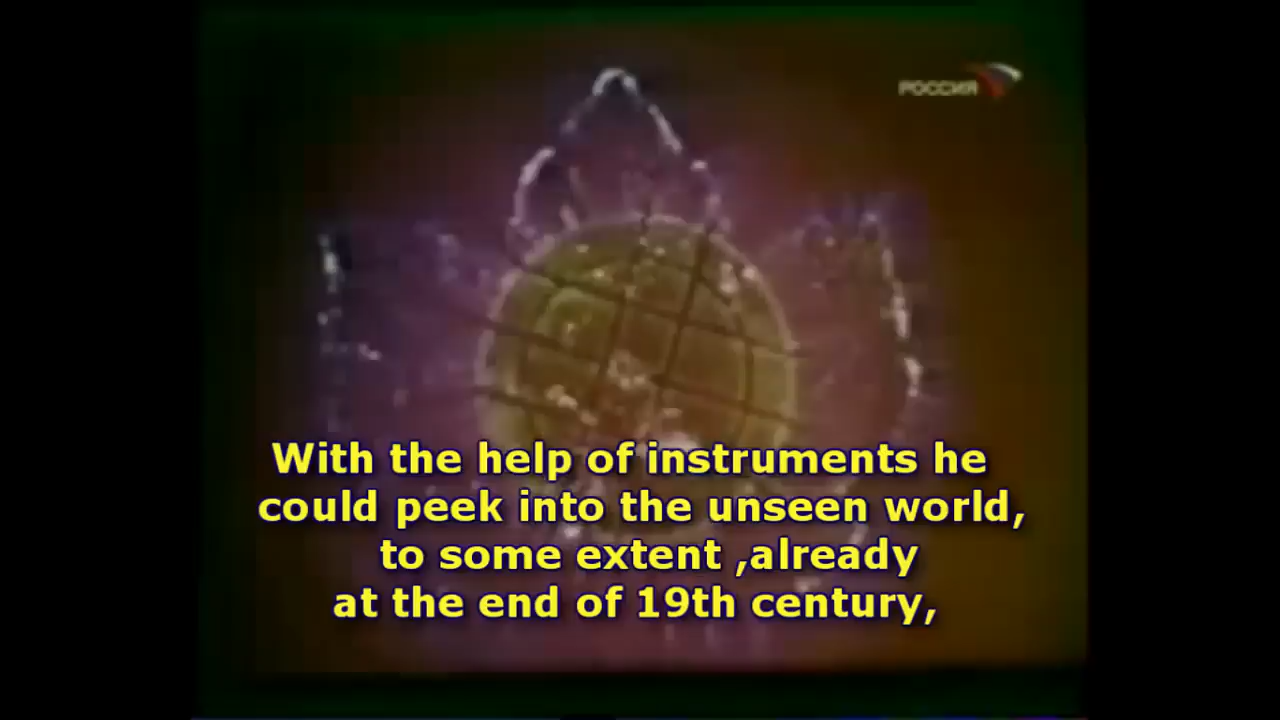 РОССИЯ
With the help of instruments he
could peek into the unseen world,
to some extent ,already
at the end of 19th century,